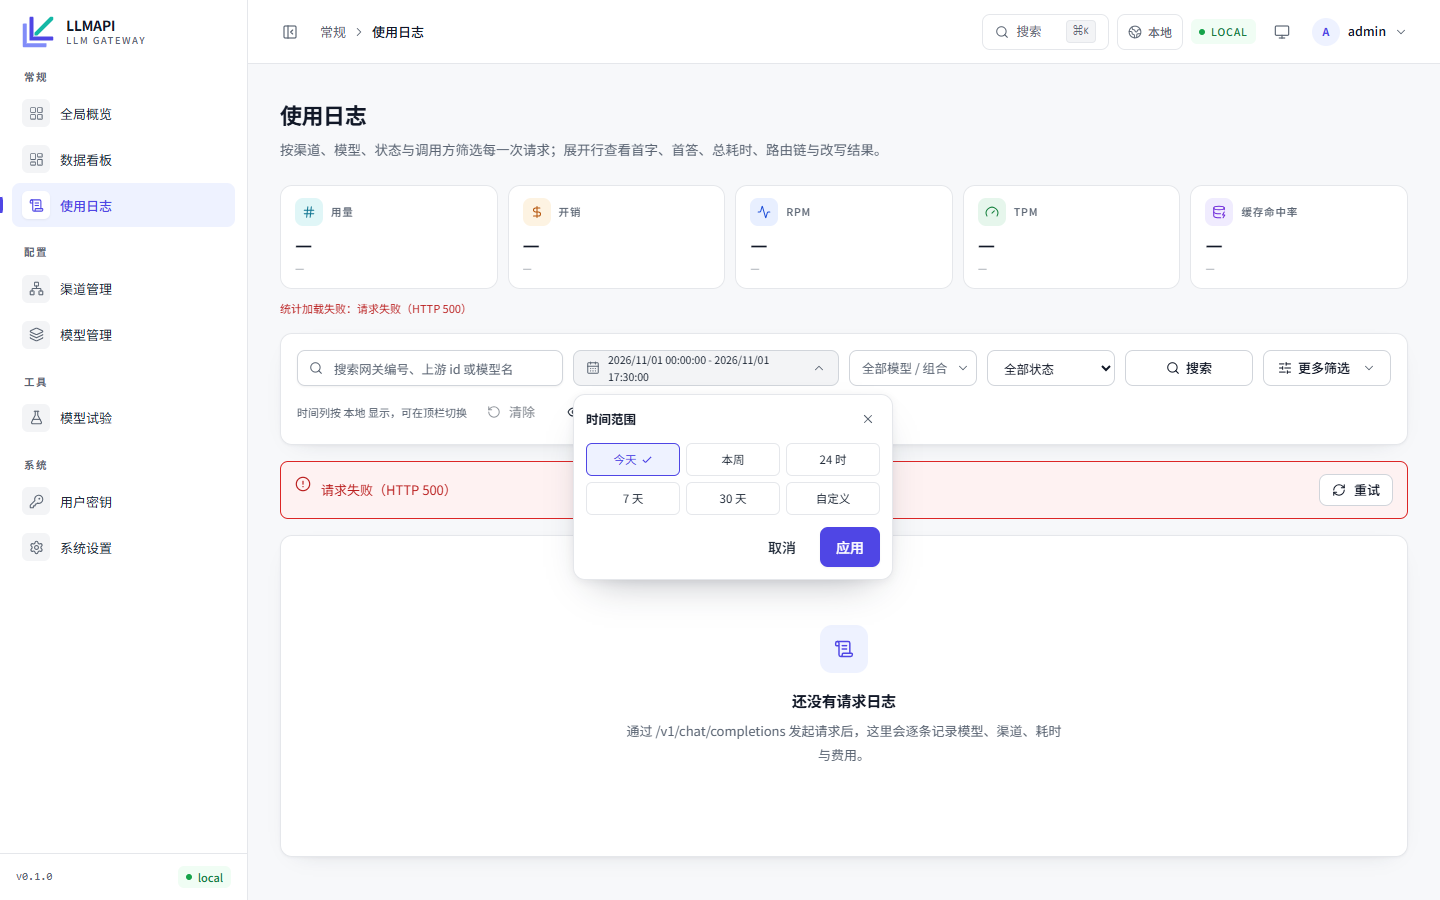 LLMAPI
LLM GATEWAY
常规
全局概览
数据看板
使用日志
配置
渠道管理
模型管理
工具
模型试验
系统
用户密钥
系统设置
v0.1.0
local
常规
使用日志
搜索
⌘K
本地
LOCAL
A
admin
使用日志
按渠道、模型、状态与调用方筛选每一次请求；展开行查看首字、首答、总耗时、路由链与改写结果。
用量
—
—
开销
—
—
RPM
—
—
TPM
—
—
缓存命中率
—
—
统计加载失败：请求失败（HTTP 500）
搜索网关编号、上游 id 或模型名
2026/11/01 00:00:00 - 2026/11/01
17:30:00
全部模型 / 组合
全部状态
搜索
更多筛选
时间列按 本地 显示，可在顶栏切换
清除
时间范围
今天
本周
24 时
7 天
30 天
自定义
取消
应用
请求失败（HTTP 500）
重试
还没有请求日志
通过 /v1/chat/completions 发起请求后，这里会逐条记录模型、渠道、耗时
与费用。